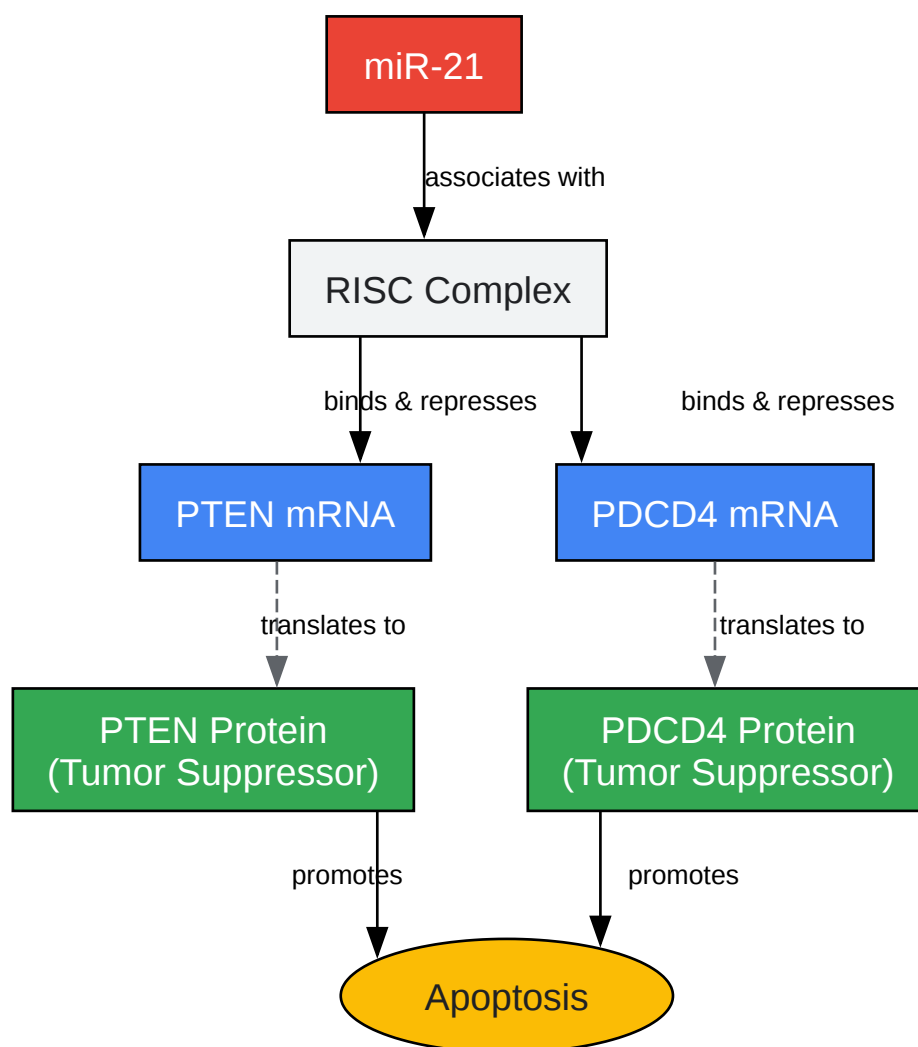 miR-21
associates with
RISC Complex
binds & represses
binds & represses
PTEN mRNA
PDCD4 mRNA
translates to
translates to
PTEN Protein
(Tumor Suppressor)
PDCD4 Protein
(Tumor Suppressor)
promotes
promotes
Apoptosis